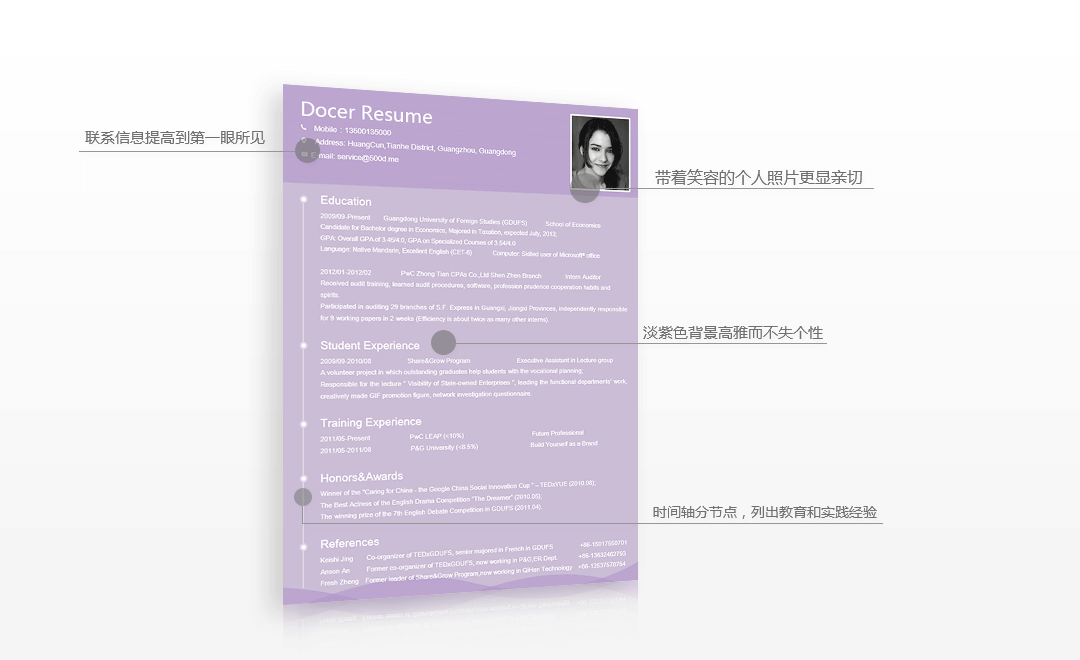 Docer Resume
Mobile : 13500135000
联系信息提高到第一眼所见
Address: HuangCun,Tianhe District, Guangzhou, Guangdong
E-mail: service@500d.me
带着笑容的个人照片更显亲切
Education
2009/09-Present Guangdong University of Foreign Studies (GDUFS) School of Economics
Candidate for Bachelor degree in Economics, Majored in Taxation, expected July, 2013;
GPA: Overall GPA of 3.45/4.0, GPA on Specialized Courses of 3.54/4.0
Language: Native Mandarin, Excellent English (CET-6) Computer: Skilled user of Microsoft® office
2012/01-2012/02 PwC Zhong Tian CPAs Co.,Ltd Shen Zhen Branch Intern Auditor
Received audit training, learned audit procedures, software, profession prudence cooperation habits and
spirits.
Participated in auditing 29 branches of S.F. Express in Guangxi, Jiangxi Provinces, independently responsible
for 8 working papers in 2 weeks (Efficiency is about twice as many other interns).
淡紫色背景高雅而不失个性
Student Experience
2009/09-2010/08 Share&Grow Program Executive Assistant in Lecture group
A volunteer project in which outstanding graduates help students with the vocational planning;
Responsible for the lecture " Visibility of State-owned Enterprises ", leading the functional departments' work,
creatively made GIF promotion figure, network investigation questionnaire.
Training Experience
2011/05-Present PwC LEAP (<10%) Future Professional
2011/05-2011/08 P&G University (<0.5%) Build Yourself as a Brand
Honors&Awards
Winner of the "Caring for China - the Google China Social Innovation Cup " – TEDxYUE (2010.08);
The Best Actress of the English Drama Competition "The Dreamer" (2010.05);
The winning prize of the 7th English Debate Competition in GDUFS (2011.04).
时间轴分节点，列出教育和实践经验
References
Knishi Jing Co-organizer of TEDxGDUFS, senior majored in French in GDUFS
Anson An Former co-organizer of TEDxGDUFS, now working in P&G,ER Dept.
Fresh Zheng Former leader of Share&Grow Program,now working in QiHan Technology